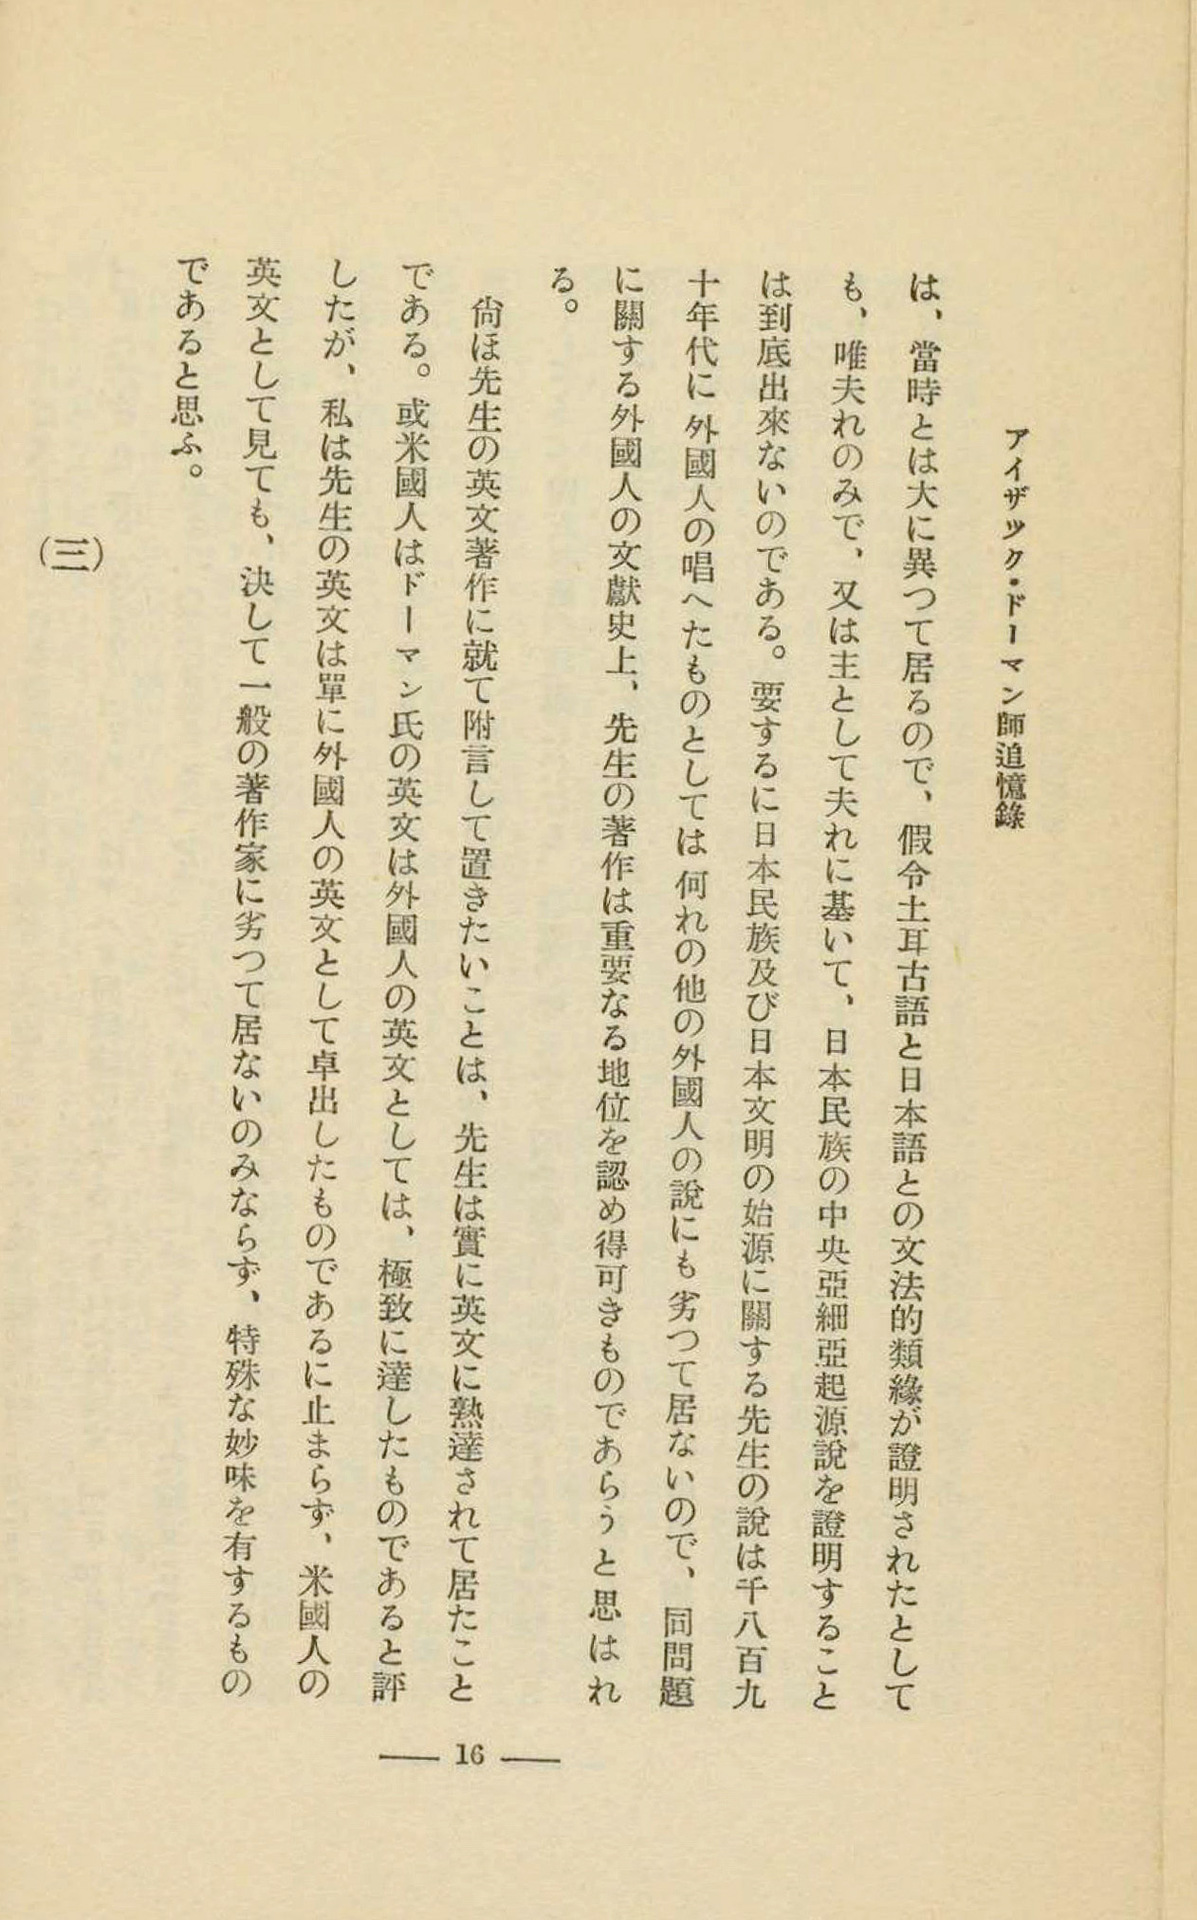 アイザック・ドーマン師追憶錄
は、當時とは大に異つて居るので、假令土耳古語と日本語との文法的類緣が證明されたとして
も、唯夫れのみで、又は主として夫れに基いて、日本民族の中央亞細亞起源說を證明すること
は到底出來ないのである。要するに日本民族及び日本文明の始源に關する先生の說は千八百九
十年代に外國人の唱へたものとしては何れの他の外國人の說にも劣つて居ないので、同問題
に關する外國人の文獻史上、先生の著作は重要なる地位を認め得可きものであらうと思はれ
る。
尙ほ先生の英文著作に就て附言して置きたいことは、先生は實に英文に熟達されて居たこと
である。或米國人はドーマン氏の英文は外國人の英文としては、極致に達したものであると評
したが、私は先生の英文は單に外國人の英文として卓出したものであるに止まらず、米國人の
英文として見ても、決して一般の著作家に劣つて居ないのみならず、特殊な妙味を有するもの
であると思ふ。
(三)
— 16 —